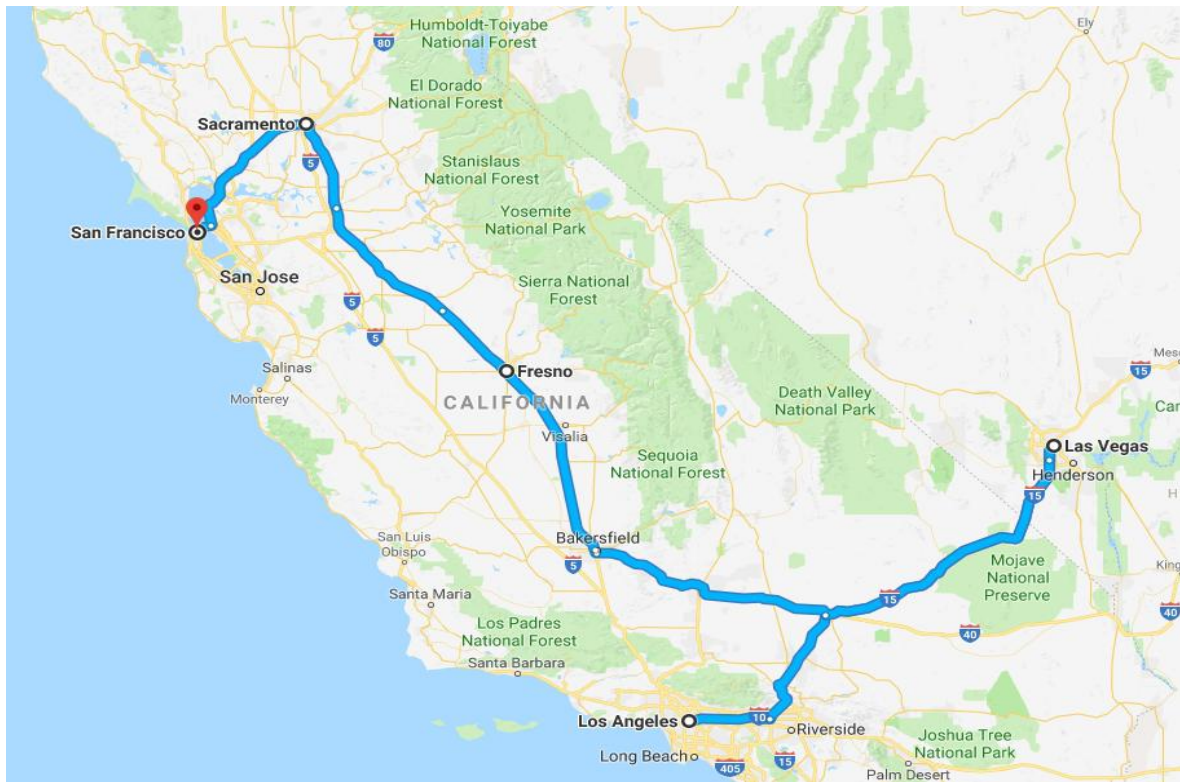 Humboldt-Toiyabe
National Forest
Ely
80
El Dorado
National Forest
Sacramento
5
Stanislaus
National Forest
Yosemite
National Park
San Francisco
San Jose
Sierra National
Forest
5
5
Salinas
Monterey
Fresno
CALIFORNIA
Mes
15
Death Valley
National Park
Car
Visalia
Las Vegas
Sequoia
National Forest
Henderson
H
15
San Luis
Obispo
Bakersfield
5
Mojave
National
Preserve
King
Santa Maria
15
40
40
Los Padres
National Forest
Santa Barbara
Los Angeles
10
Riverside
Joshua Tree
National Park
Long Beach
405
15
Palm Desert